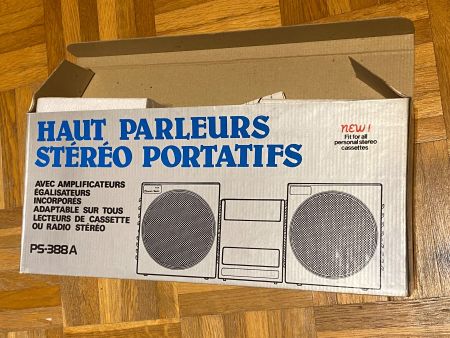 HAUT PARLEURS
STÉRÉO PORTATIFS
AVEC AMPLIFICATEURS
ÉGALISATEURS
INCORPORÉS
ADAPTABLE SUR TOUS
LECTEURS DE CASSETTE
OU RADIO STÉRÉO
PS-388A
NEW!
Fit for all
personal stereo
cassettes